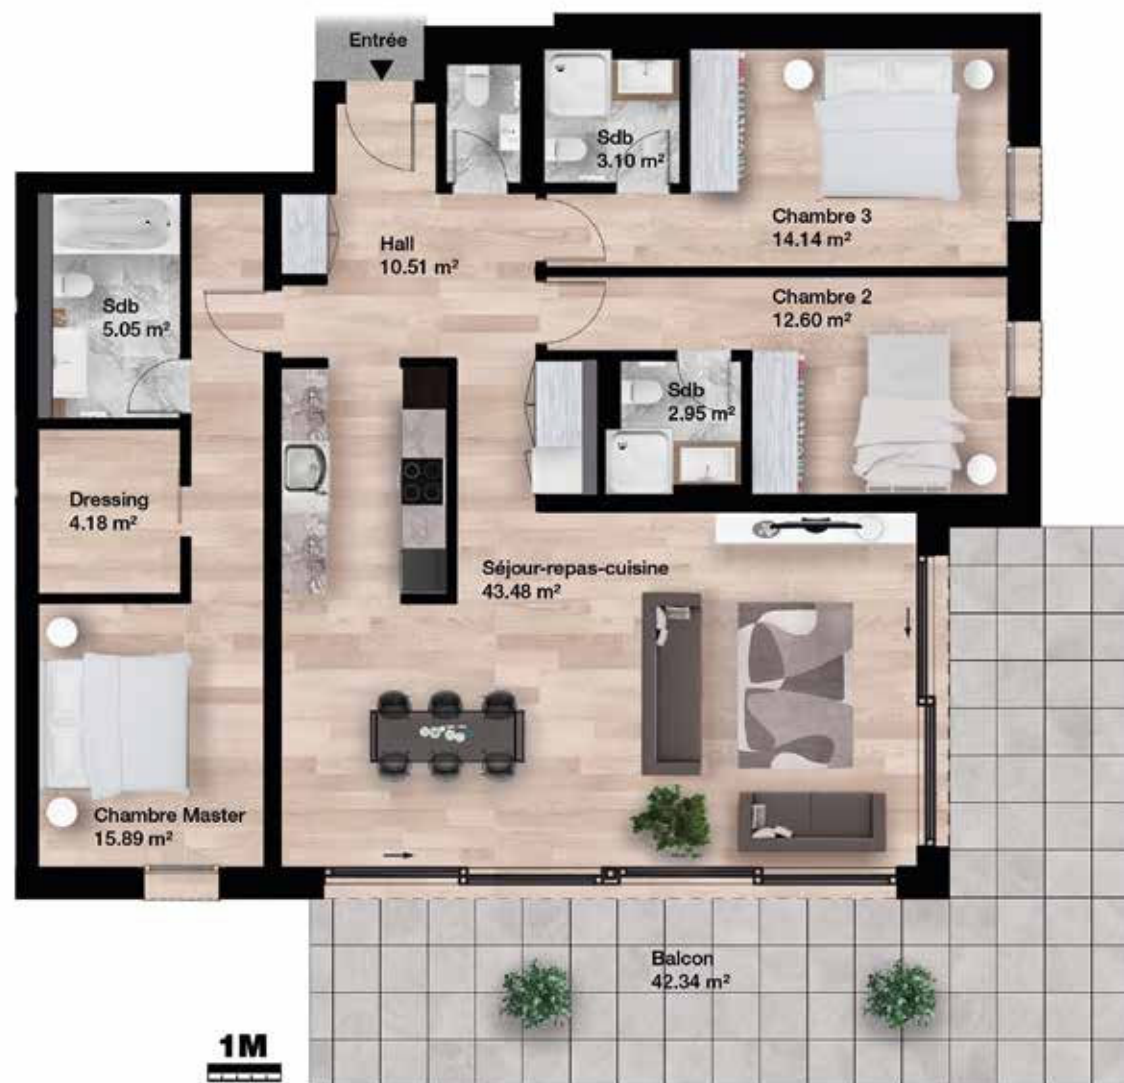 Entrée
Sdb
3.10 m²
Chambre 3
14.14 m²
Hall
10.51 m²
Sdb
5.05 m²
Chambre 2
12.60 m²
Sdb
2.95 m²
Dressing
4.18 m²
Séjour-repas-cuisine
43.48 m²
Chambre Master
15.89 m²
Balcon
42.34 m²
1M